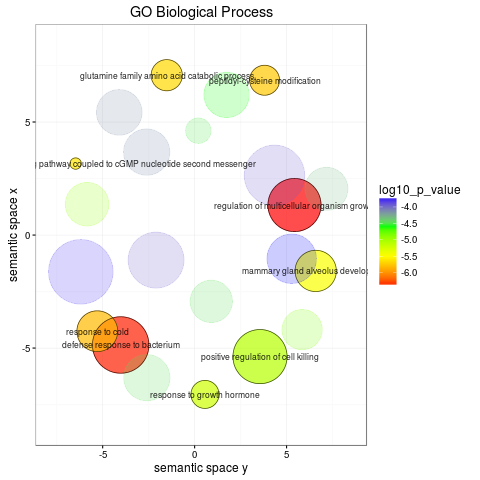 GO Biological Process
glutamine family amino acid catabolic process
peptidyl-cysteine modification
pathway coupled to cGMP nucleotide second messenger
regulation of multicellular organism grow
mammary gland alveolus develo
response to cold
defense response to bacterium
positive regulation of cell killing
response to growth hormone
semantic space x
5
0
-5
-5
0
5
semantic space y
log10_p_value
-4.0
-4.5
-5.0
-5.5
-6.0